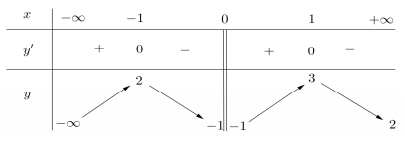 x −∞ −1 0 1 +∞
y′ + 0 − + 0 −
2 3
y
−∞ −1 −1 2